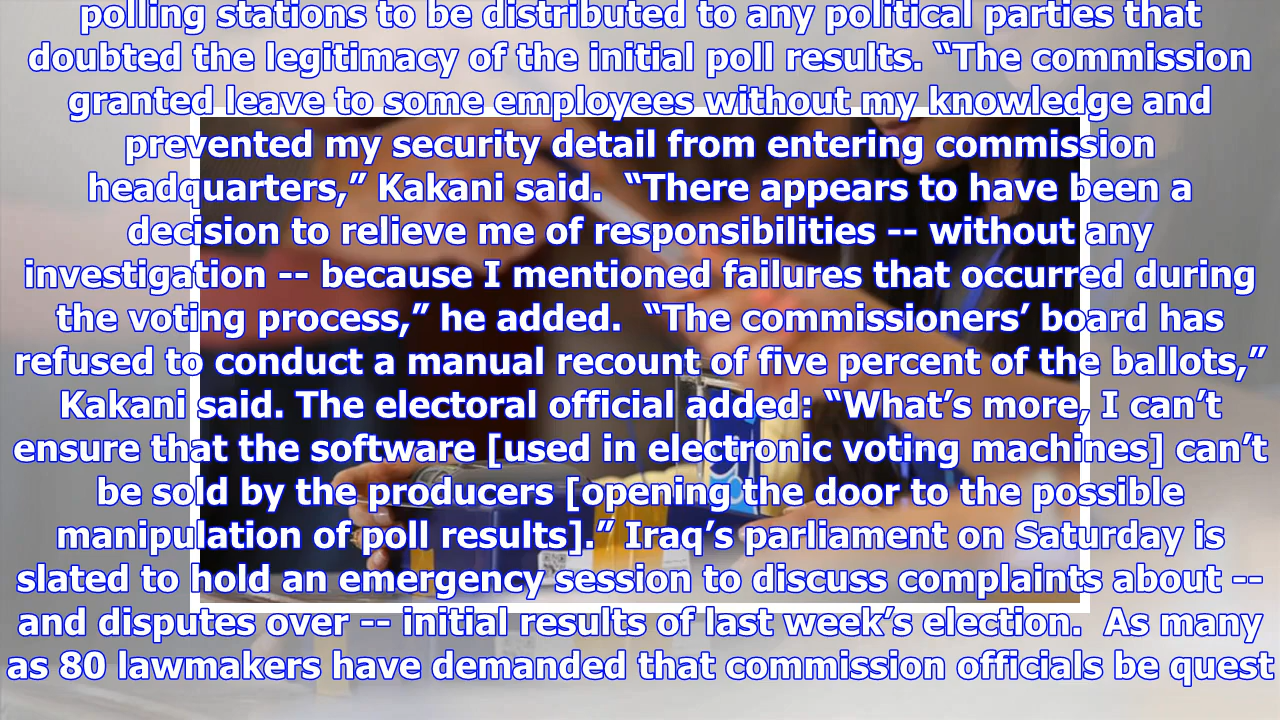 polling stations to be distributed to any political parties that
doubted the legitimacy of the initial poll results. “The commission
granted leave to some employees without my knowledge and
prevented my security detail from entering commission
headquarters,” Kakani said.  “There appears to have been a
decision to relieve me of responsibilities -- without any
investigation -- because I mentioned failures that occurred during
the voting process,” he added.  “The commissioners’ board has
refused to conduct a manual recount of five percent of the ballots,”
Kakani said. The electoral official added: “What’s more, I can’t
ensure that the software [used in electronic voting machines] can’t
be sold by the producers [opening the door to the possible
manipulation of poll results].”  Iraq’s parliament on Saturday is
slated to hold an emergency session to discuss complaints about --
and disputes over -- initial results of last week’s election.  As many
as 80 lawmakers have demanded that commission officials be quest